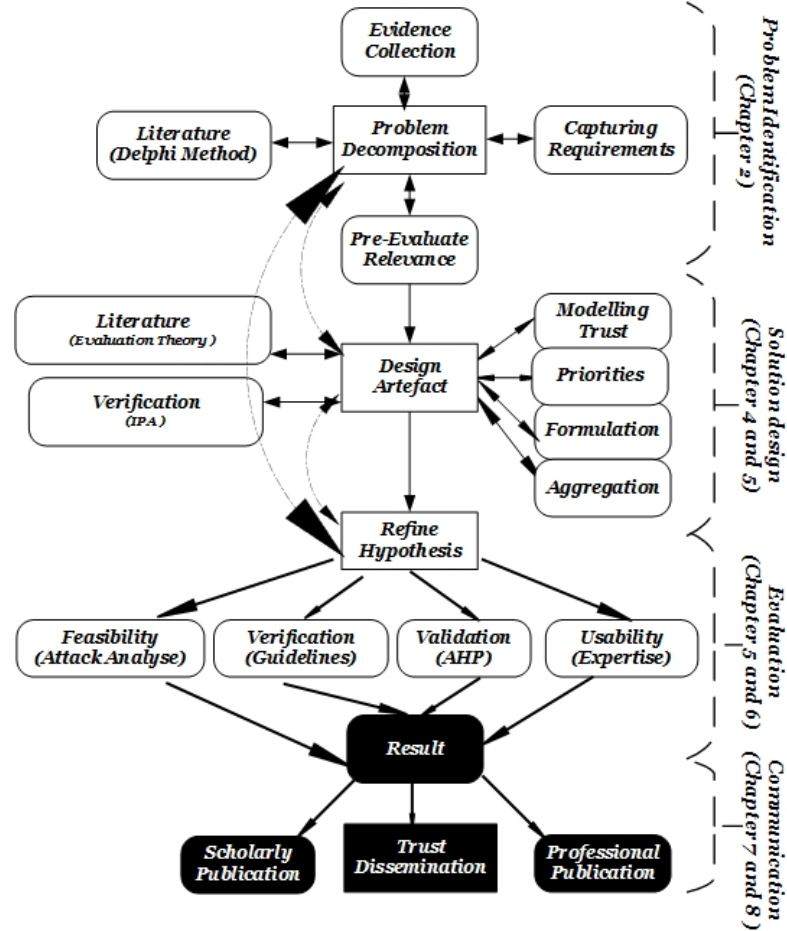 Evidence
Collection
Literature
(Delphi Method)
Problem
Decomposition
Capturing
Requirements
Pre-Evaluate
Relevance
ProblemIdentification
(Chapter 2)
Literature
(Evaluation Theory)
Verification
(IPA)
Design
Artefact
Modelling
Trust
Priorities
Formulation
Aggregation
Solution design
(Chapter 4 and 5)
Refine
Hypothesis
Feasibility
(Attack Analyse)
Verification
(Guidelines)
Validation
(AHP)
Usability
(Expertise)
Evaluation
(Chapter 5 and 6)
Result
Scholarly
Publication
Trust
Dissemination
Professional
Publication
Communication
(Chapter 7 and 8)